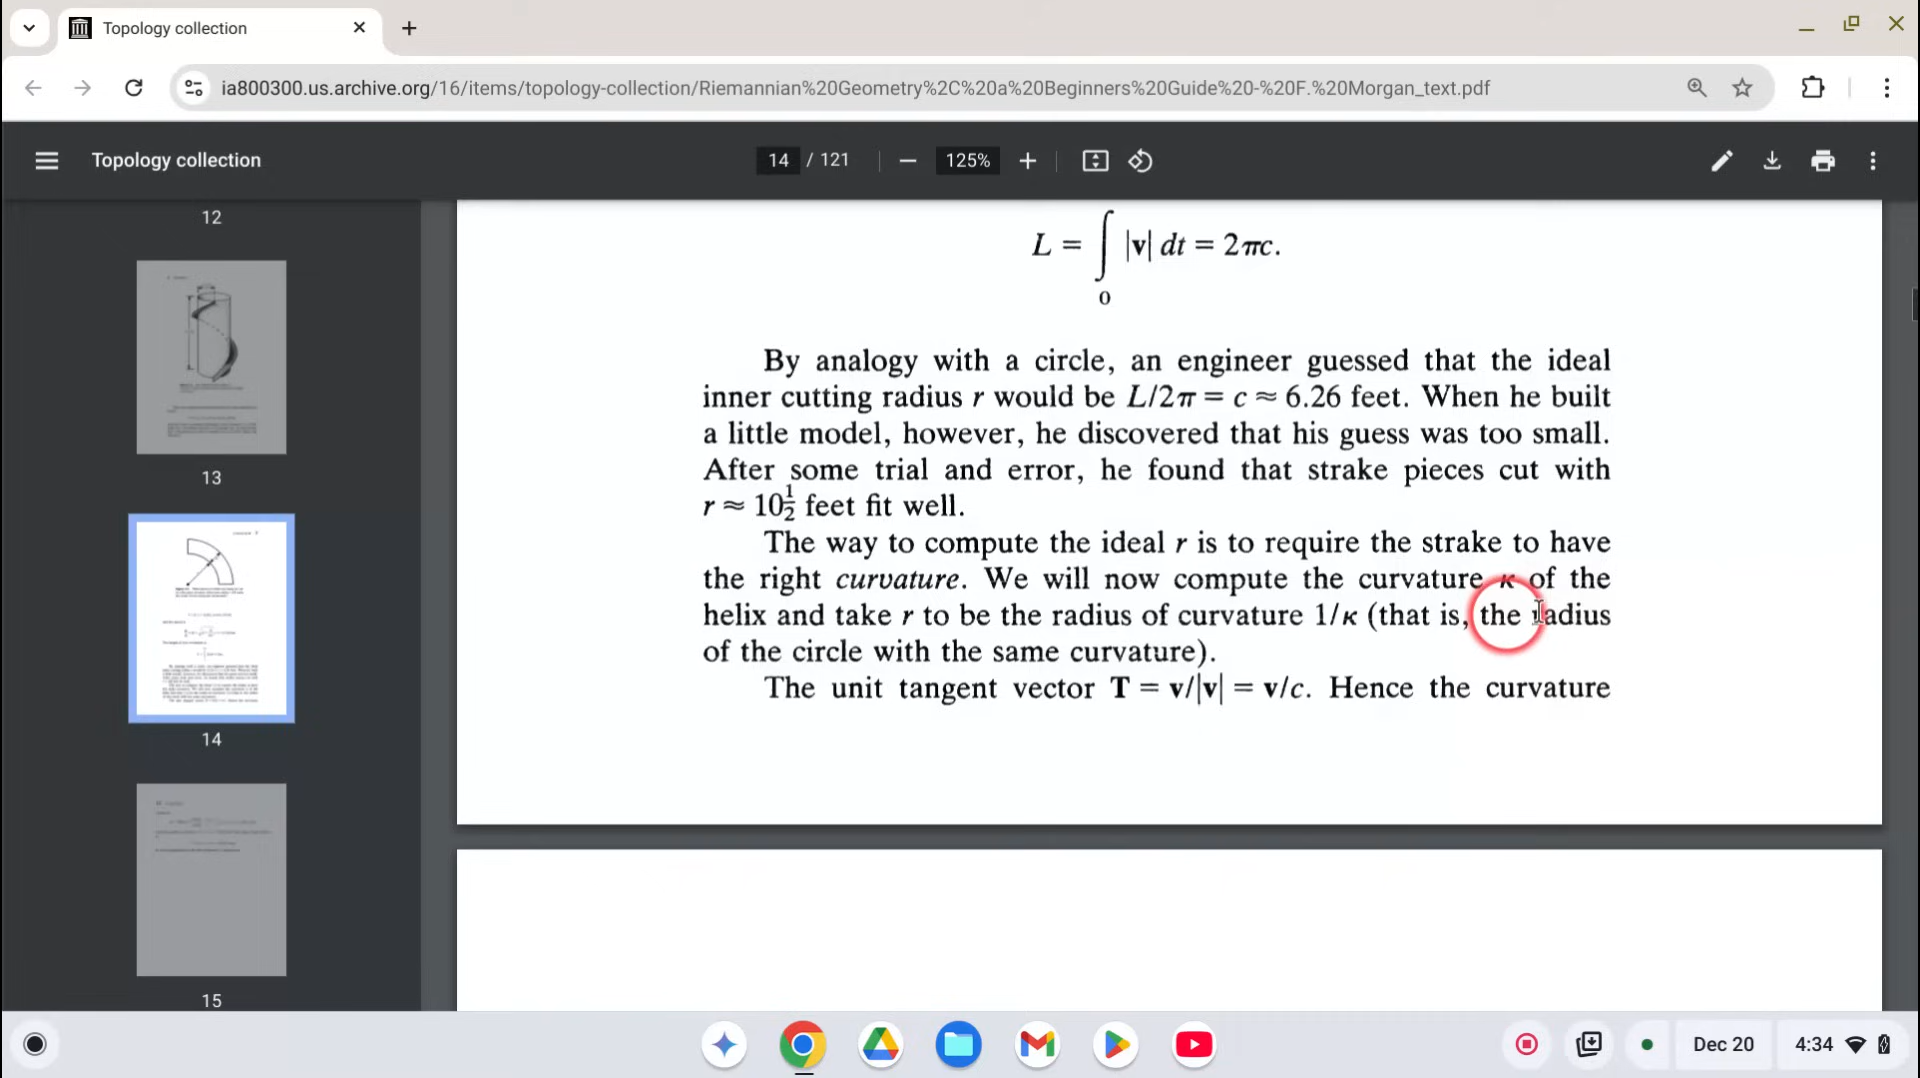 Topology collection
ia800300.us.archive.org/16/items/topology-collection/Riemannian%20Geometry%2C%20a%20Beginners%20Guide%20-%20F.%20Morgan_text.pdf
Topology collection
14 / 121
125%
12
13
14
15
L = ∫ |v| dt = 2πc.
0
By analogy with a circle, an engineer guessed that the ideal
inner cutting radius r would be L/2π = c ≈ 6.26 feet. When he built
a little model, however, he discovered that his guess was too small.
After some trial and error, he found that strake pieces cut with
r ≈ 10½ feet fit well.
The way to compute the ideal r is to require the strake to have
the right curvature. We will now compute the curvature κ of the
helix and take r to be the radius of curvature 1/κ (that is, the radius
of the circle with the same curvature).
The unit tangent vector T = v/|v| = v/c. Hence the curvature
Dec 20
4:34